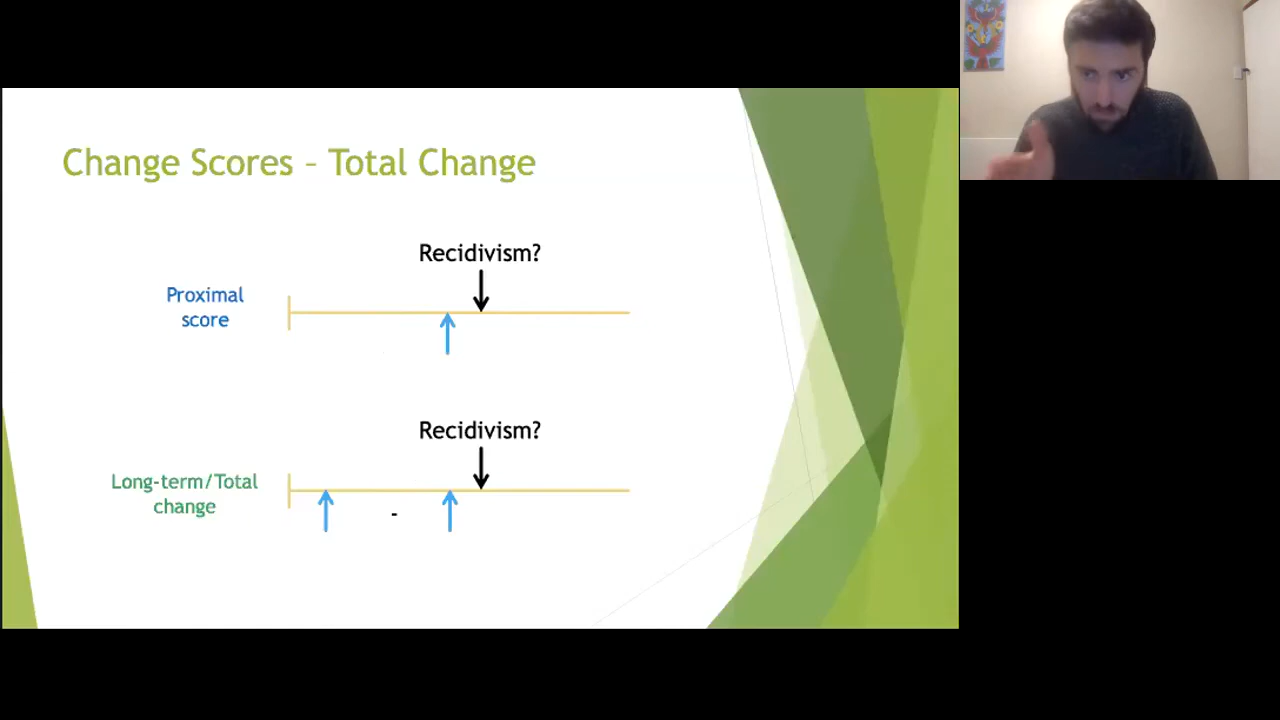 Change Scores – Total Change
Recidivism?
Proximal
score
Recidivism?
Long-term/Total
change
-